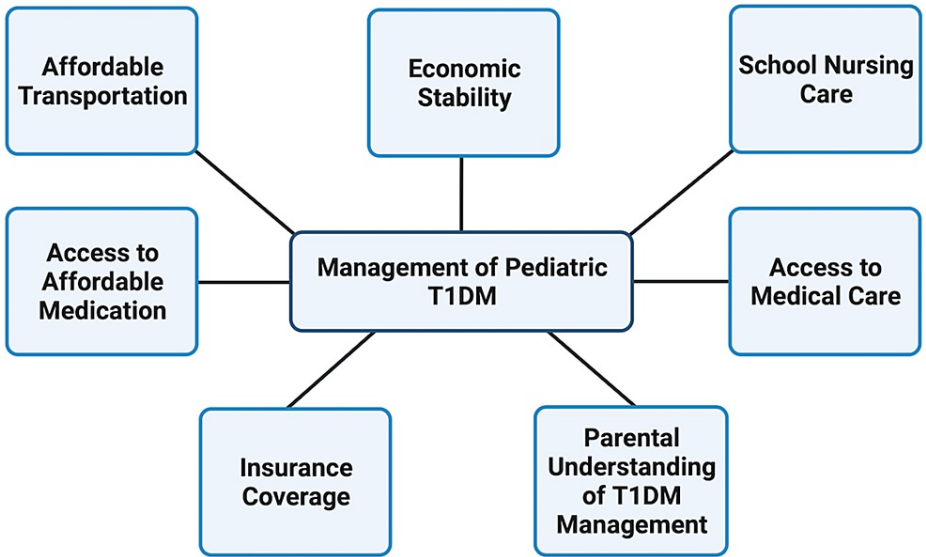 Affordable
Transportation
Economic
Stability
School Nursing
Care
Access to
Affordable
Medication
Management of Pediatric
T1DM
Access to
Medical Care
Insurance
Coverage
Parental
Understanding
of T1DM
Management